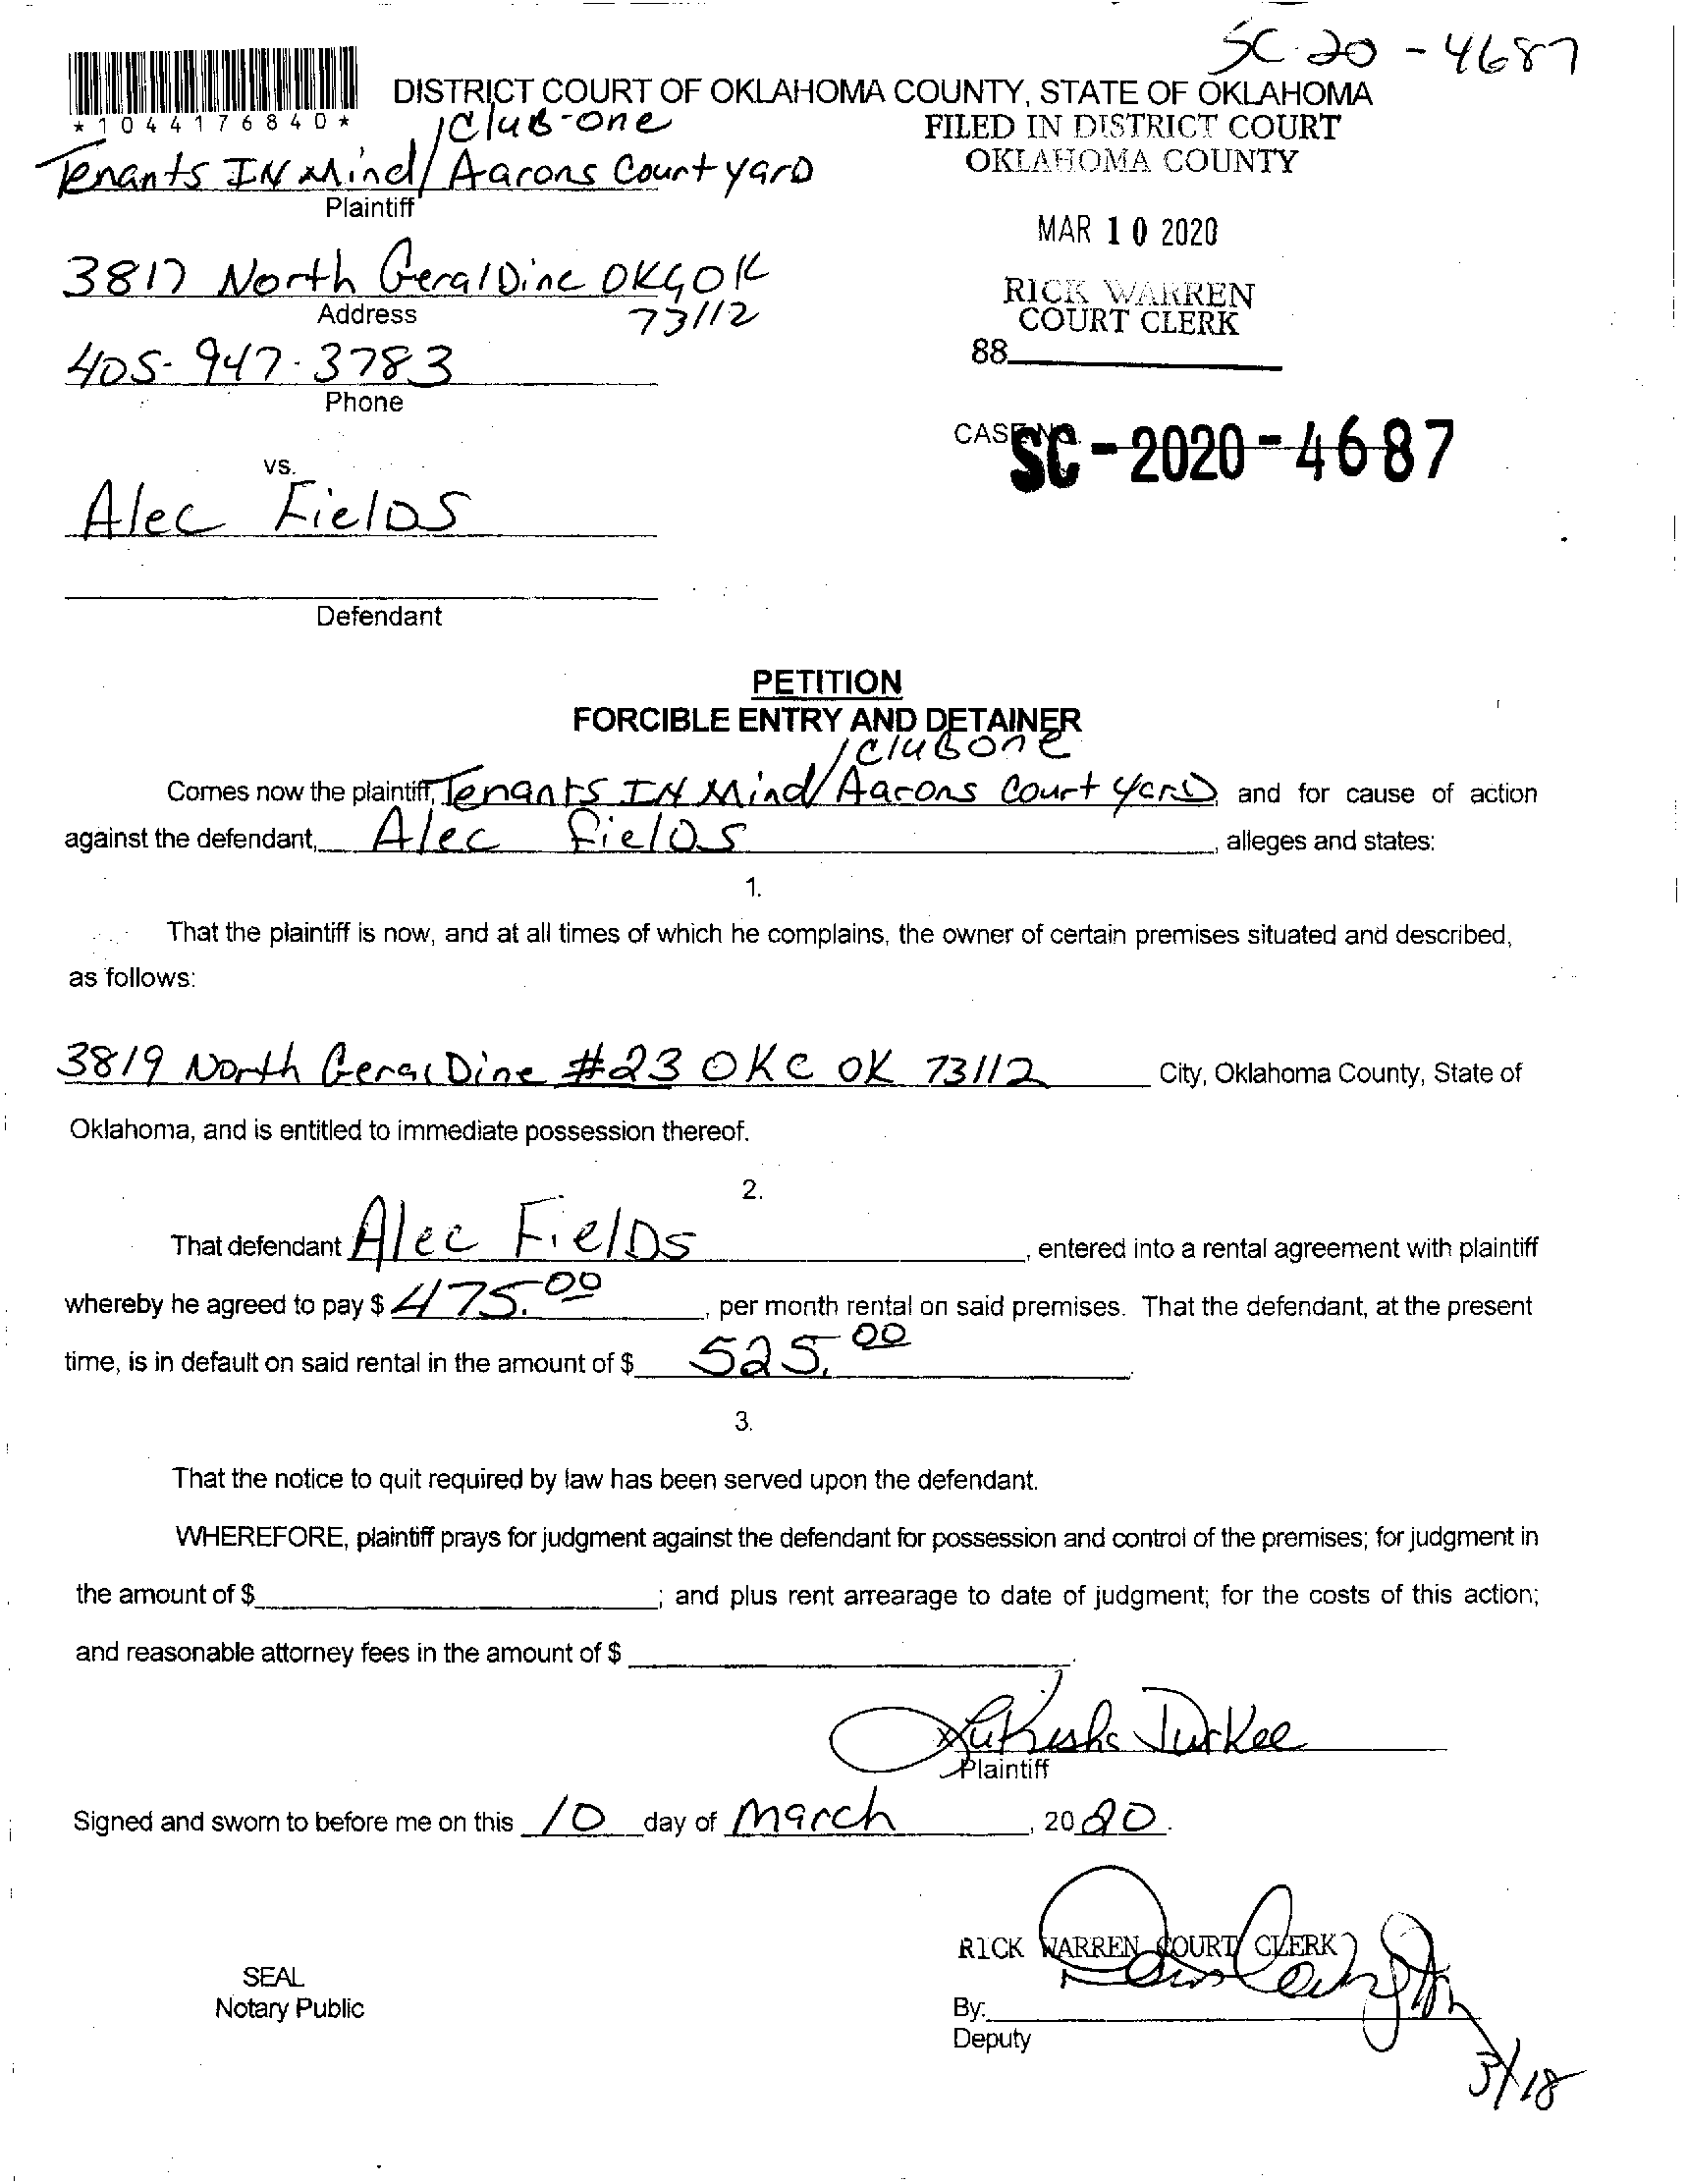 SC-20-4687
DISTRICT COURT OF OKLAHOMA COUNTY, STATE OF OKLAHOMA
*1044176840*
/CluB-one
FILED IN DISTRICT COURT
OKLAHOMA COUNTY
Tenants IN Mind/Aarons Court yarD
Plaintiff
MAR 10 2020
3817 North GeralDine OKC OK
73112
Address
RICK WARREN
COURT CLERK
405-947-3783
88
Phone
CASE NO.
SC-2020-4687
vs.
Alec FielDS
Defendant
PETITION
FORCIBLE ENTRY AND DETAINER
/cluBone
Comes now the plaintiff, Tenants IN Mind/Aarons Court YarD, and for cause of action
against the defendant, Alec FielDs, alleges and states:
1.
That the plaintiff is now, and at all times of which he complains, the owner of certain premises situated and described,
as follows:
3819 North GeralDine #23 OKC OK 73112 City, Oklahoma County, State of
Oklahoma, and is entitled to immediate possession thereof.
2.
That defendant Alec FielDs, entered into a rental agreement with plaintiff
whereby he agreed to pay $ 475.00, per month rental on said premises. That the defendant, at the present
time, is in default on said rental in the amount of $ 525.00.
3.
That the notice to quit required by law has been served upon the defendant.
WHEREFORE, plaintiff prays for judgment against the defendant for possession and control of the premises; for judgment in
the amount of $; and plus rent arrearage to date of judgment; for the costs of this action;
and reasonable attorney fees in the amount of $.
Plaintiff
Signed and sworn to before me on this 10 day of March, 2020.
RICK WARREN COURT CLERK
SEAL
Notary Public
By:
Deputy
3/18